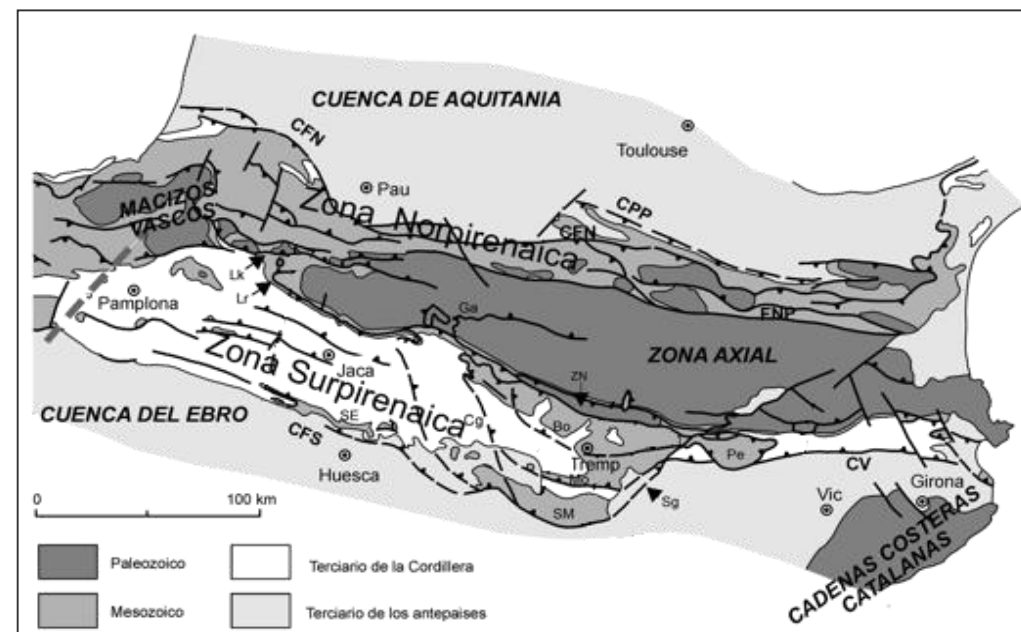 CUENCA DE AQUITANIA
CFN
Toulouse
Pau
MACIZOS
VASCOS
Zona Norpirenaica
CPP
CFN
Lk
Lr
Pamplona
Ga
FNP
ZONA AXIAL
Jaca
Zona Surpirenaica
ZN
CUENCA DEL EBRO
SE
CFS
Cg
Bo
Tremp
Mo
Pe
CV
Huesca
Sg
SM
Vic
Girona
0
100 km
CADENAS COSTERAS
CATALANAS
Paleozoico
Terciario de la Cordillera
Mesozoico
Terciario de los antepaises